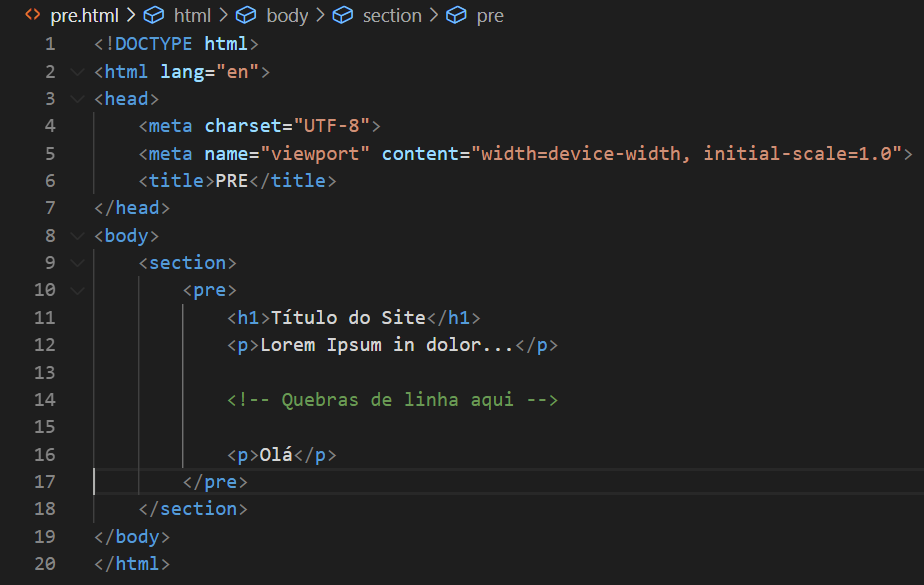 pre.html > html > body > section > pre
1 <!DOCTYPE html>
2 <html lang="en">
3 <head>
4     <meta charset="UTF-8">
5     <meta name="viewport" content="width=device-width, initial-scale=1.0">
6     <title>PRE</title>
7 </head>
8 <body>
9     <section>
10         <pre>
11             <h1>Título do Site</h1>
12             <p>Lorem Ipsum in dolor...</p>
13
14             <!-- Quebras de linha aqui -->
15
16             <p>Olá</p>
17         </pre>
18     </section>
19 </body>
20 </html>